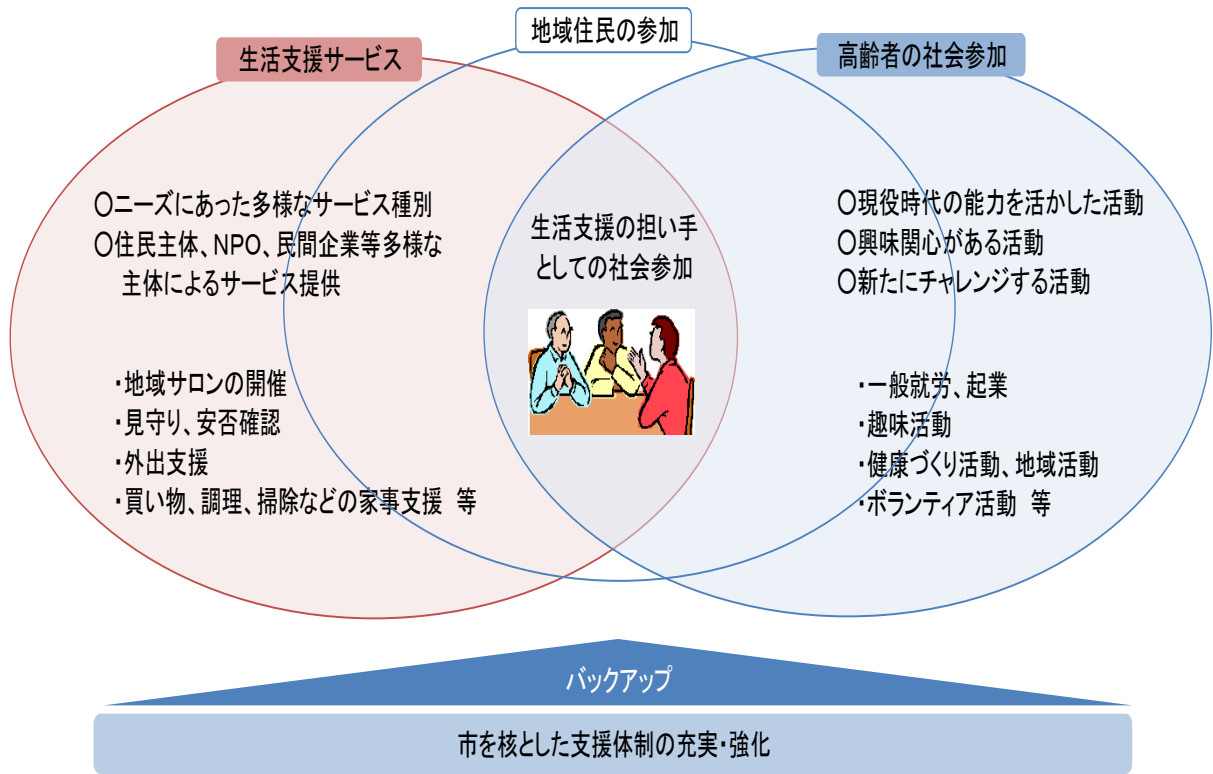 地域住民の参加
生活支援サービス
高齢者の社会参加
〇ニーズにあった多様なサービス種別
〇住民主体、NPO、民間企業等多様な
主体によるサービス提供
・地域サロンの開催
・見守り、安否確認
・外出支援
・買い物、調理、掃除などの家事支援 等
生活支援の担い手
としての社会参加
〇現役時代の能力を活かした活動
〇興味関心がある活動
〇新たにチャレンジする活動
・一般就労、起業
・趣味活動
・健康づくり活動、地域活動
・ボランティア活動 等
バックアップ
市を核とした支援体制の充実・強化